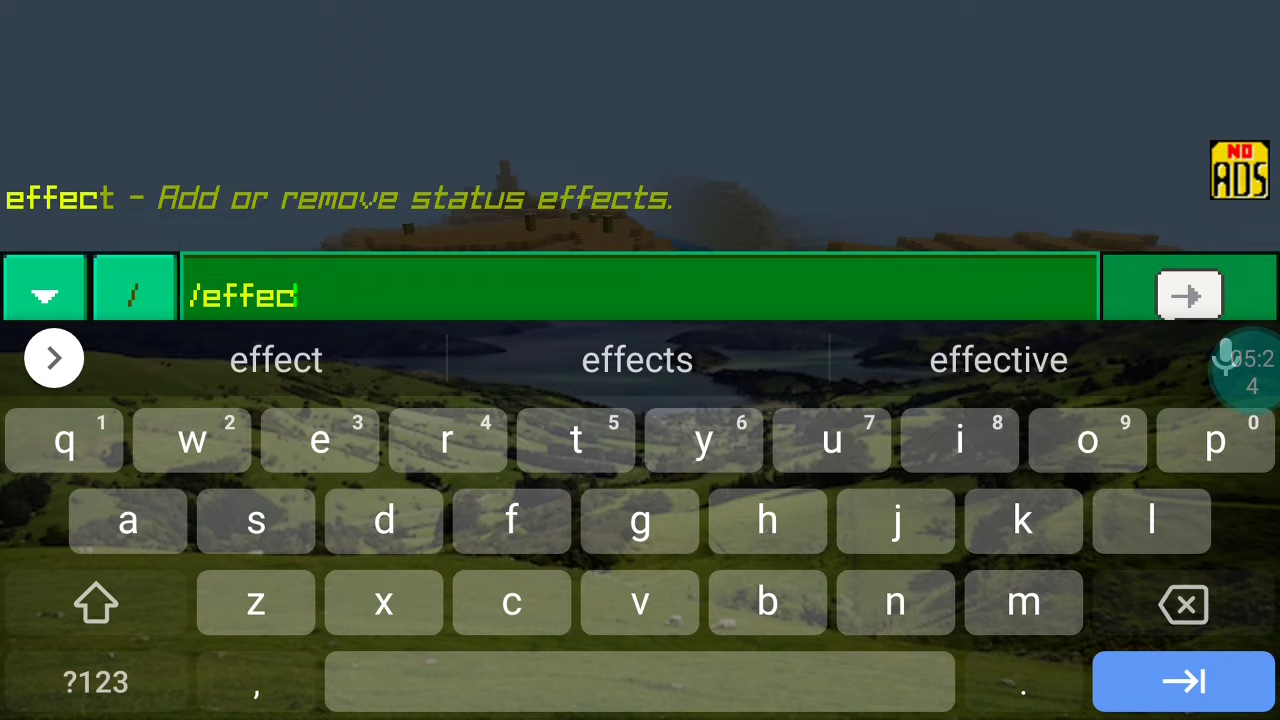 NO
ADS
effect - Add or remove status effects.
/
/effec
effect effects effective
05:2
4
1 2 3 4 5 6 7 8 9 0
q w e r t y u i o p
a s d f g h j k l
z x c v b n m
?123 , .